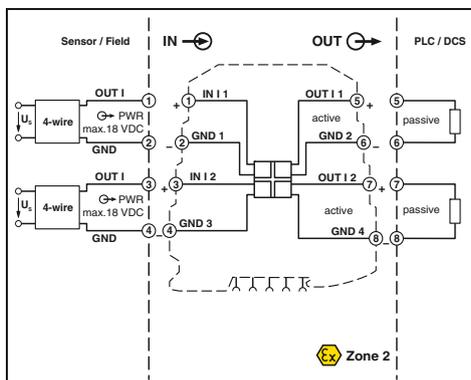 Sensor / Field
IN
OUT
PLC / DCS
OUT I
1
1
IN I 1
OUT I 1
5
5
+
+
Us
4-wire
PWR
max.18 VDC
active
passive
GND
2
–
2
GND 1
GND 2
6
–
6
OUT I
3
+
3
IN I 2
OUT I 2
7
+
7
Us
4-wire
PWR
max.18 VDC
active
passive
GND
4
–
4
GND 3
GND 4
8
–
8
Ex
Zone 2